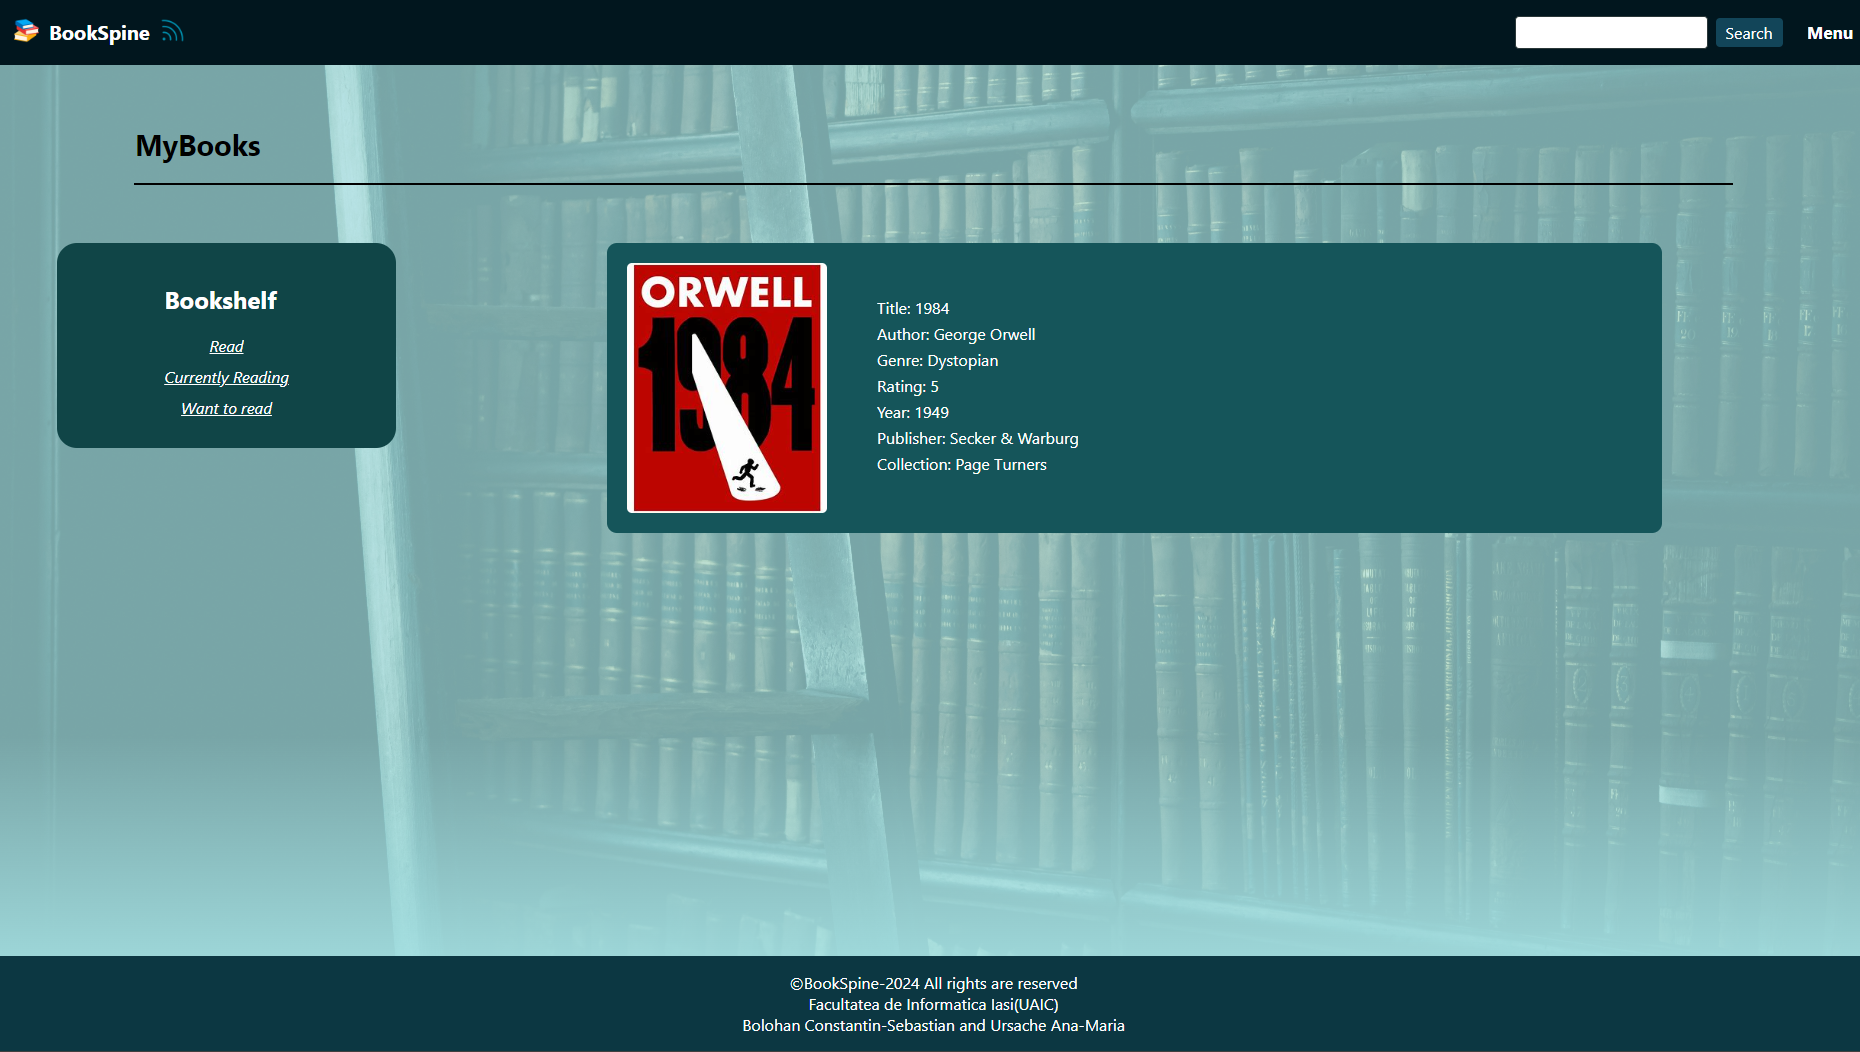 BookSpine
Search
Menu
MyBooks
Bookshelf
Read
Currently Reading
Want to read
ORWELL
1984
Title: 1984
Author: George Orwell
Genre: Dystopian
Rating: 5
Year: 1949
Publisher: Secker & Warburg
Collection: Page Turners
©BookSpine-2024 All rights are reserved
Facultatea de Informatica Iasi(UAIC)
Bolohan Constantin-Sebastian and Ursache Ana-Maria